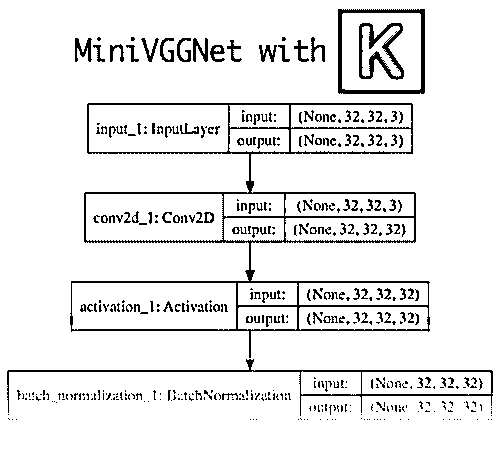 MiniVGGNet with K
input_1: InputLayer
input: (None, 32, 32, 3)
output: (None, 32, 32, 3)
conv2d_1: Conv2D
input: (None, 32, 32, 3)
output: (None, 32, 32, 32)
activation_1: Activation
input: (None, 32, 32, 32)
output: (None, 32, 32, 32)
batch_normalization_1: BatchNormalization
input: (None, 32, 32, 32)
output: (None, 32, 32, 32)